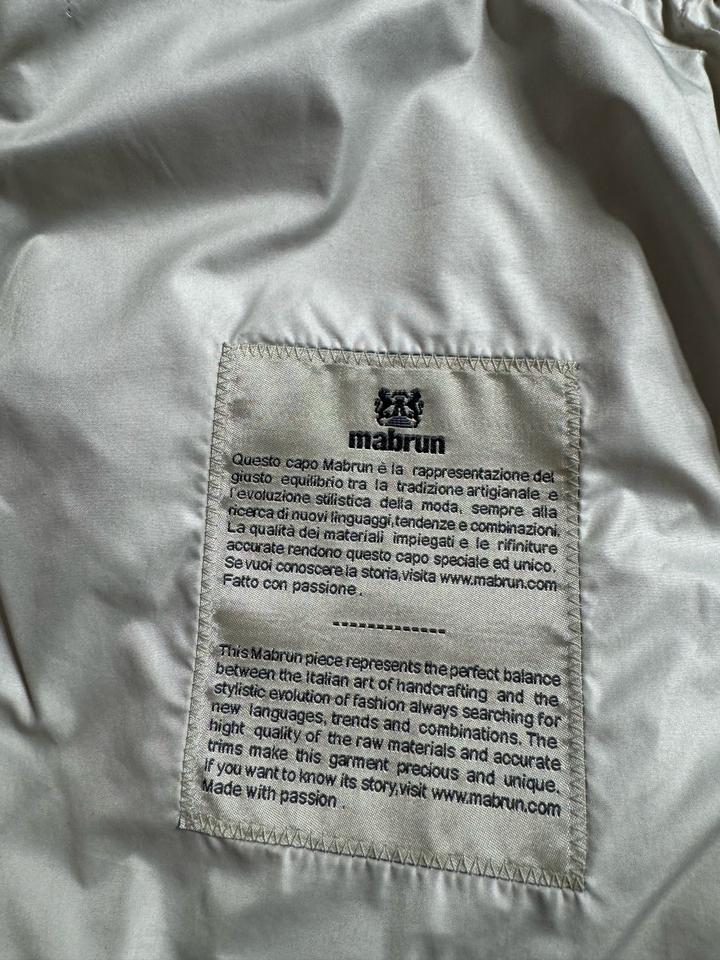 mabrun
Questo capo Mabrun è la rappresentazione del
giusto equilibrio tra la tradizione artigianale e
l'evoluzione stilistica della moda, sempre alla
ricerca di nuovi linguaggi,tendenze e combinazioni.
La qualità dei materiali impiegati e le rifiniture
accurate rendono questo capo speciale ed unico.
Se vuoi conoscere la storia,visita www.mabrun.com
Fatto con passione.
-------------
This Mabrun piece represents the perfect balance
between the Italian art of handcrafting and the
stylistic evolution of fashion always searching for
new languages, trends and combinations. The
hight quality of the raw materials and accurate
trims make this garment precious and unique.
If you want to know its story,visit www.mabrun.com
Made with passion .